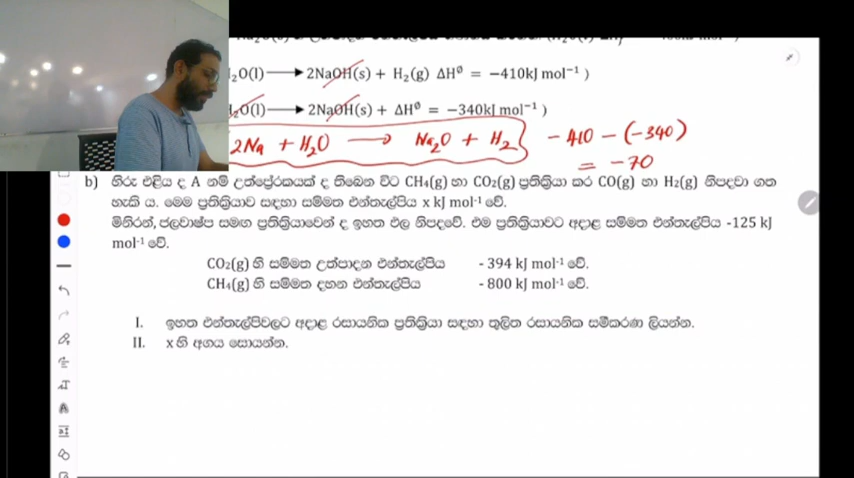 ₂O(l) ⟶ 2NaOH(s) + H₂(g) ΔH° = −410kJ mol⁻¹ )
₂O(l) ⟶ 2NaOH(s) + ΔH° = −340kJ mol⁻¹ )
2Na + H₂O ⟶ Na₂O + H₂ - 410 - (-340)
= - 70
b) හිරු එළිය ද A නම් උත්ප්‍රේරකයක් ද තිබෙන විට CH₄(g) හා CO₂(g) ප්‍රතික්‍රියා කර CO(g) හා H₂(g) නිපදවා ගත
හැකි ය. මෙම ප්‍රතික්‍රියාව සඳහා සම්මත එන්තැල්පිය x kJ mol⁻¹ වේ.
මිනිරන්, ජලවාෂ්ප සමඟ ප්‍රතික්‍රියාවෙන් ද ඉහත ඵල නිපදවේ. එම ප්‍රතික්‍රියාවට අදාළ සම්මත එන්තැල්පිය -125 kJ
mol⁻¹ වේ.
CO₂(g) හි සම්මත උත්පාදන එන්තැල්පිය - 394 kJ mol⁻¹ වේ.
CH₄(g) හි සම්මත දහන එන්තැල්පිය - 800 kJ mol⁻¹ වේ.
I. ඉහත එන්තැල්පිවලට අදාළ රසායනික ප්‍රතික්‍රියා සඳහා තුලිත රසායනික සමීකරණ ලියන්න.
II. x හි අගය සොයන්න.